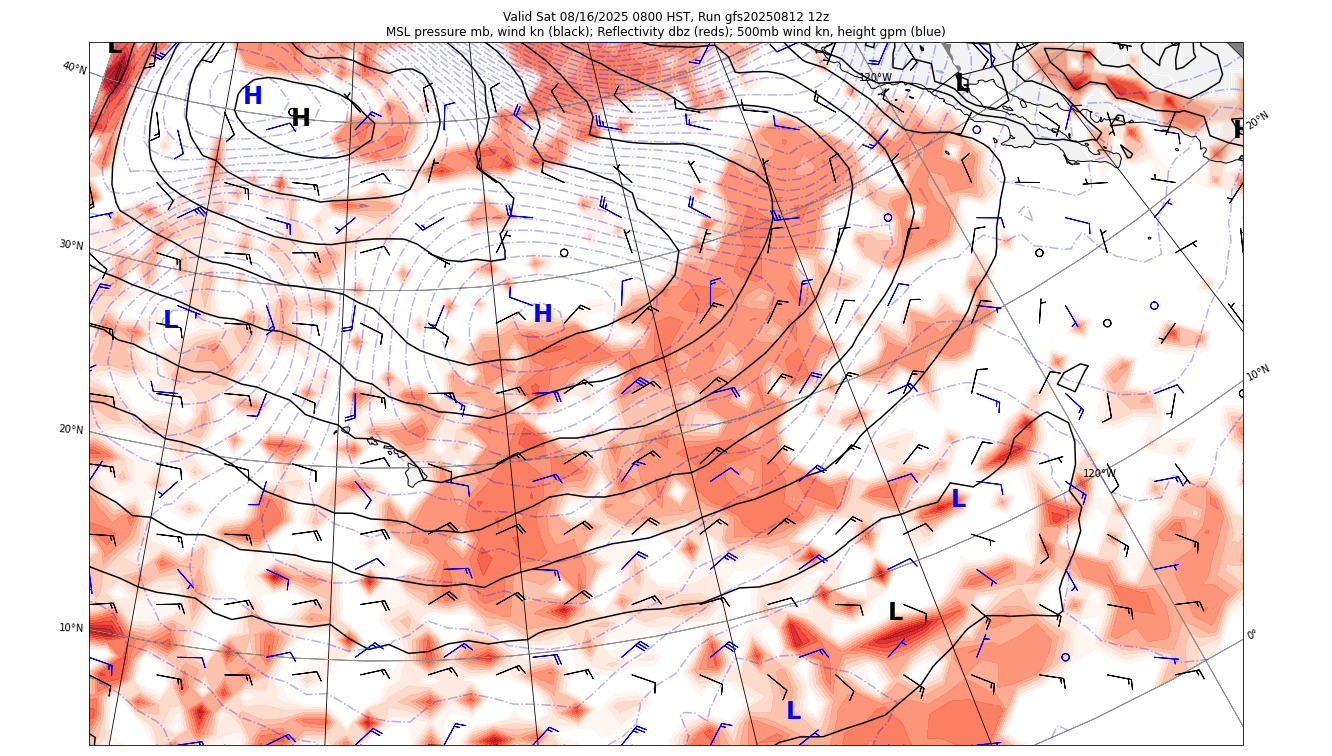 Valid Sat 08/16/2025 0800 HST, Run gfs20250812 12z
MSL pressure mb, wind kn (black); Reflectivity dbz (reds); 500mb wind kn, height gpm (blue)
L
40°N
120°W
L
H
H
20°N
H
30°N
H
L
10°N
20°N
120°W
L
L
10°N
0°
L